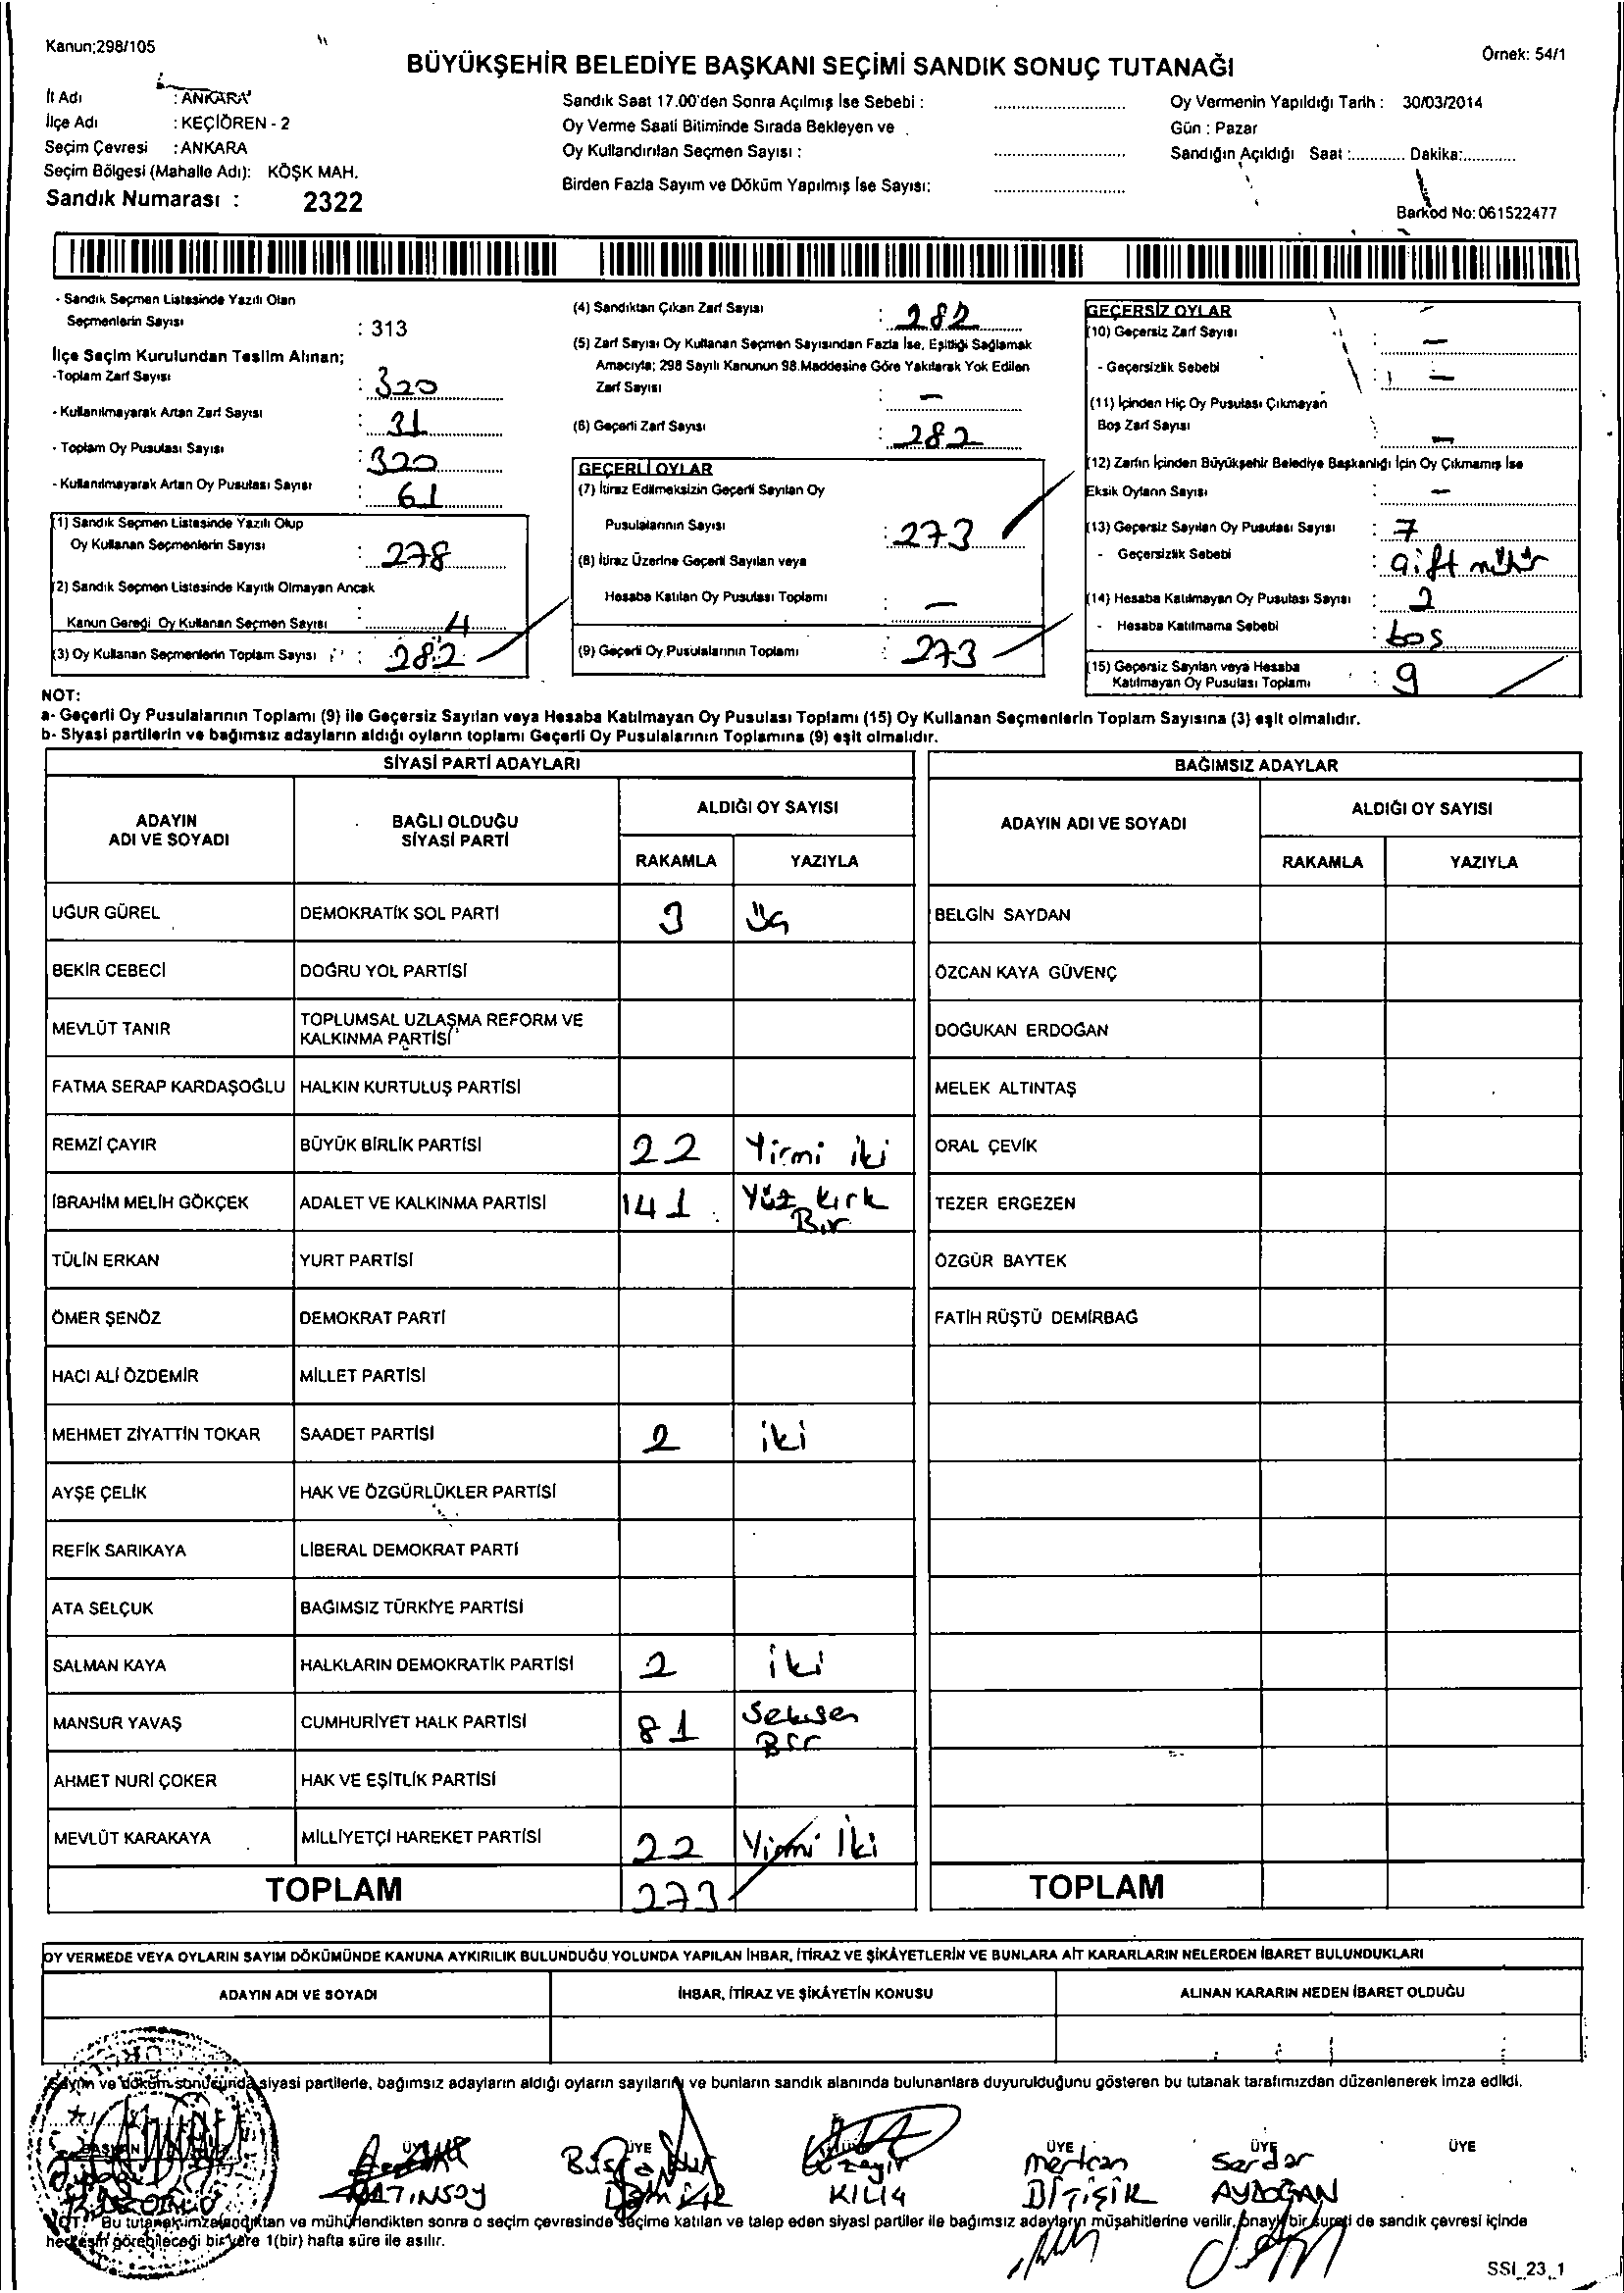 Kanun;298/105
Örnek: 54/1
BÜYÜKŞEHİR BELEDİYE BAŞKANI SEÇİMİ SANDIK SONUÇ TUTANAĞI
İl Adı : ANKARA
İlçe Adı : KEÇİÖREN - 2
Seçim Çevresi : ANKARA
Seçim Bölgesi (Mahalle Adı): KÖŞK MAH.
Sandık Numarası : 2322
Sandık Saat 17.00'den Sonra Açılmış İse Sebebi :
Oy Verme Saati Bitiminde Sırada Bekleyen ve
Oy Kullandırılan Seçmen Sayısı :
Birden Fazla Sayım ve Döküm Yapılmış İse Sayısı:
Oy Vermenin Yapıldığı Tarih : 30/03/2014
Gün : Pazar
Sandığın Açıldığı Saat :............ Dakika:............
Barkod No: 061522477
- Sandık Seçmen Listesinde Yazılı Olan
Seçmenlerin Sayısı : 313
İlçe Seçim Kurulundan Teslim Alınan;
-Toplam Zarf Sayısı : 320
- Kullanılmayarak Artan Zarf Sayısı : 31
- Toplam Oy Pusulası Sayısı : 320
- Kullanılmayarak Artan Oy Pusulası Sayısı : 61
(1) Sandık Seçmen Listesinde Yazılı Olup
Oy Kullanan Seçmenlerin Sayısı : 278
(2) Sandık Seçmen Listesinde Kayıtlı Olmayan Ancak
Kanun Gereği Oy Kullanan Seçmen Sayısı : 4
(3) Oy Kullanan Seçmenlerin Toplam Sayısı : 282
(4) Sandıktan Çıkan Zarf Sayısı : 282
(5) Zarf Sayısı Oy Kullanan Seçmen Sayısından Fazla İse, Eşitliği Sağlamak
Amacıyla; 298 Sayılı Kanunun 98.Maddesine Göre Yakılarak Yok Edilen
Zarf Sayısı : —
(6) Geçerli Zarf Sayısı : 282
GEÇERLİ OYLAR
(7) İtiraz Edilmeksizin Geçerli Sayılan Oy
Pusulalarının Sayısı : 273
(8) İtiraz Üzerine Geçerli Sayılan veya
Hesaba Katılan Oy Pusulası Toplamı : —
(9) Geçerli Oy Pusulalarının Toplamı : 273
GEÇERSİZ OYLAR
(10) Geçersiz Zarf Sayısı : —
- Geçersizlik Sebebi : —
(11) İçinden Hiç Oy Pusulası Çıkmayan
Boş Zarf Sayısı : —
(12) Zarfın İçinden Büyükşehir Belediye Başkanlığı İçin Oy Çıkmamış İse
Eksik Oyların Sayısı : —
(13) Geçersiz Sayılan Oy Pusulası Sayısı : 7
- Geçersizlik Sebebi : çift mühür
(14) Hesaba Katılmayan Oy Pusulası Sayısı : 2
- Hesaba Katılmama Sebebi : boş
(15) Geçersiz Sayılan veya Hesaba
Katılmayan Oy Pusulası Toplamı : 9
NOT:
a- Geçerli Oy Pusulalarının Toplamı (9) ile Geçersiz Sayılan veya Hesaba Katılmayan Oy Pusulası Toplamı (15) Oy Kullanan Seçmenlerin Toplam Sayısına (3) eşit olmalıdır.
b- Siyasi partilerin ve bağımsız adayların aldığı oyların toplamı Geçerli Oy Pusulalarının Toplamına (9) eşit olmalıdır.
SİYASİ PARTİ ADAYLARI
ADAYIN ADI VE SOYADI
BAĞLI OLDUĞU SİYASİ PARTİ
ALDIĞI OY SAYISI
RAKAMLA YAZIYLA
UĞUR GÜREL DEMOKRATİK SOL PARTİ 3 Üç
BEKİR CEBECİ DOĞRU YOL PARTİSİ
MEVLÜT TANIR TOPLUMSAL UZLAŞMA REFORM VE KALKINMA PARTİSİ
FATMA SERAP KARDAŞOĞLU HALKIN KURTULUŞ PARTİSİ
REMZİ ÇAYIR BÜYÜK BİRLİK PARTİSİ 22 Yirmi iki
İBRAHİM MELİH GÖKÇEK ADALET VE KALKINMA PARTİSİ 141 Yüz kırk Bir
TÜLİN ERKAN YURT PARTİSİ
ÖMER ŞENÖZ DEMOKRAT PARTİ
HACI ALİ ÖZDEMİR MİLLET PARTİSİ
MEHMET ZİYATTİN TOKAR SAADET PARTİSİ 2 iki
AYŞE ÇELİK HAK VE ÖZGÜRLÜKLER PARTİSİ
REFİK SARIKAYA LİBERAL DEMOKRAT PARTİ
ATA SELÇUK BAĞIMSIZ TÜRKİYE PARTİSİ
SALMAN KAYA HALKLARIN DEMOKRATİK PARTİSİ 2 iki
MANSUR YAVAŞ CUMHURİYET HALK PARTİSİ 81 Seksen Bir
AHMET NURİ ÇOKER HAK VE EŞİTLİK PARTİSİ
MEVLÜT KARAKAYA MİLLİYETÇİ HAREKET PARTİSİ 22 Yirmi İki
TOPLAM 273
BAĞIMSIZ ADAYLAR
ADAYIN ADI VE SOYADI
ALDIĞI OY SAYISI
RAKAMLA YAZIYLA
BELGİN SAYDAN
ÖZCAN KAYA GÜVENÇ
DOĞUKAN ERDOĞAN
MELEK ALTINTAŞ
ORAL ÇEVİK
TEZER ERGEZEN
ÖZGÜR BAYTEK
FATİH RÜŞTÜ DEMİRBAĞ
TOPLAM
OY VERMEDE VEYA OYLARIN SAYIM DÖKÜMÜNDE KANUNA AYKIRILIK BULUNDUĞU YOLUNDA YAPILAN İHBAR, İTİRAZ VE ŞİKÂYETLERİN VE BUNLARA AİT KARARLARIN NELERDEN İBARET BULUNDUKLARI
ADAYIN ADI VE SOYADI
İHBAR, İTİRAZ VE ŞİKÂYETİN KONUSU
ALINAN KARARIN NEDEN İBARET OLDUĞU
Sayım ve döküm sonucunda siyasi partilerle, bağımsız adayların aldığı oyların sayılarını ve bunların sandık alanında bulunanlara duyurulduğunu gösteren bu tutanak tarafımızdan düzenlenerek imza edildi.
BAŞKAN ÜYE ÜYE ÜYE ÜYE ÜYE ÜYE
Büşra Nur Üzeyir Mertcan Serdar
KILIÇ BİTİŞİK AYDOĞAN
NOT: Bu tutanak imzalandıktan ve mühürlendikten sonra o seçim çevresinde seçime katılan ve talep eden siyasi partiler ile bağımsız adayların müşahitlerine verilir, onaylı bir sureti de sandık çevresi içinde
herkesin görebileceği bir yere 1(bir) hafta süre ile asılır.
SSI_23_1